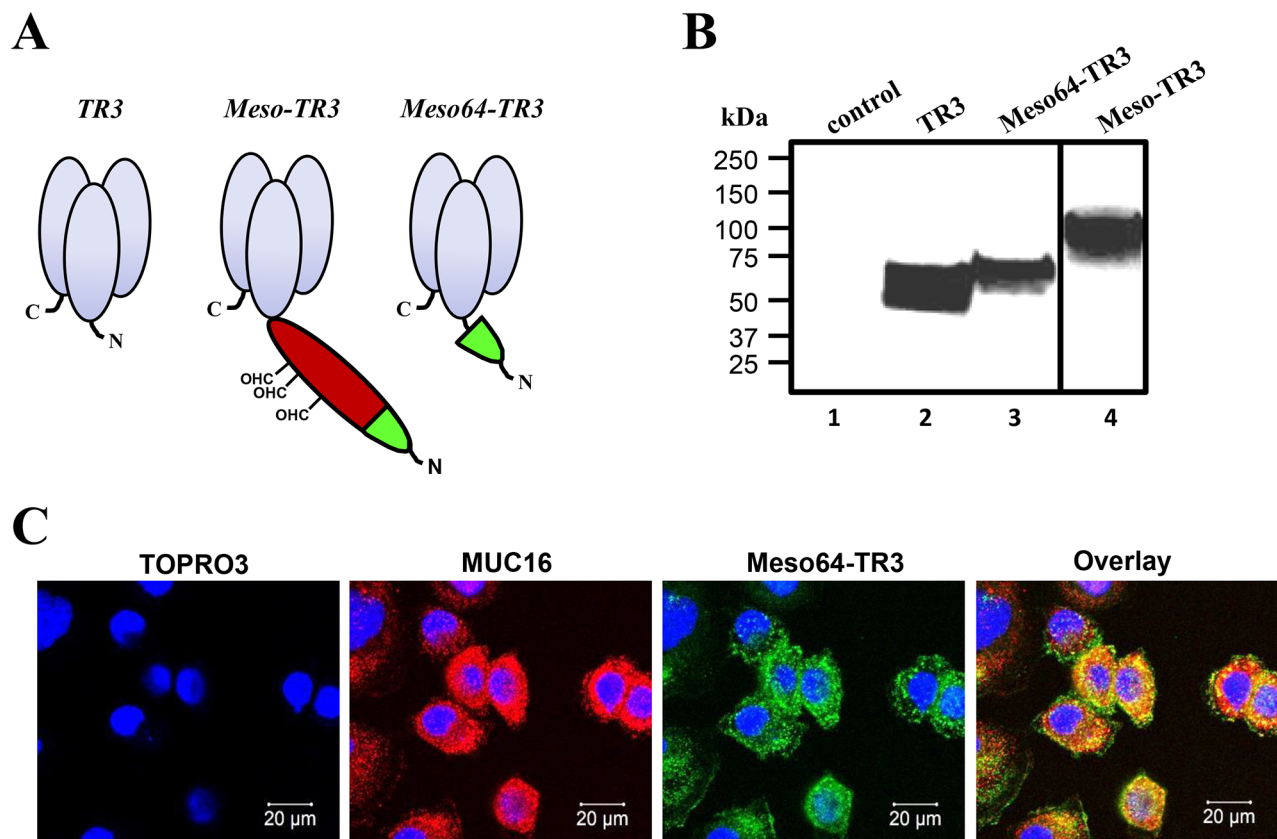 A
TR3
Meso-TR3
Meso64-TR3
C
N
OHC
OHC
OHC
N
C
C
N
B
kDa
control
TR3
Meso64-TR3
Meso-TR3
250
150
100
75
50
37
25
1 2 3 4
C
TOPRO3 MUC16 Meso64-TR3 Overlay
20 µm 20 µm 20 µm 20 µm